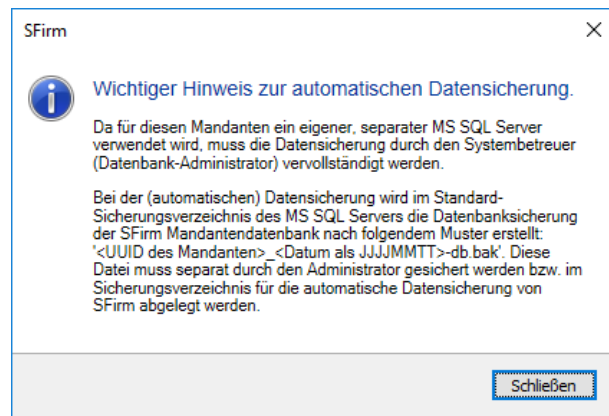 SFirm
Wichtiger Hinweis zur automatischen Datensicherung.
Da für diesen Mandanten ein eigener, separater MS SQL Server
verwendet wird, muss die Datensicherung durch den Systembetreuer
(Datenbank-Administrator) vervollständigt werden.
Bei der (automatischen) Datensicherung wird im Standard-
Sicherungsverzeichnis des MS SQL Servers die Datenbanksicherung
der SFirm Mandantendatenbank nach folgendem Muster erstellt:
'<UUID des Mandanten>_<Datum als JJJJMMTT>-db.bak'. Diese
Datei muss separat durch den Administrator gesichert werden bzw. im
Sicherungsverzeichnis für die automatische Datensicherung von
SFirm abgelegt werden.
Schließen